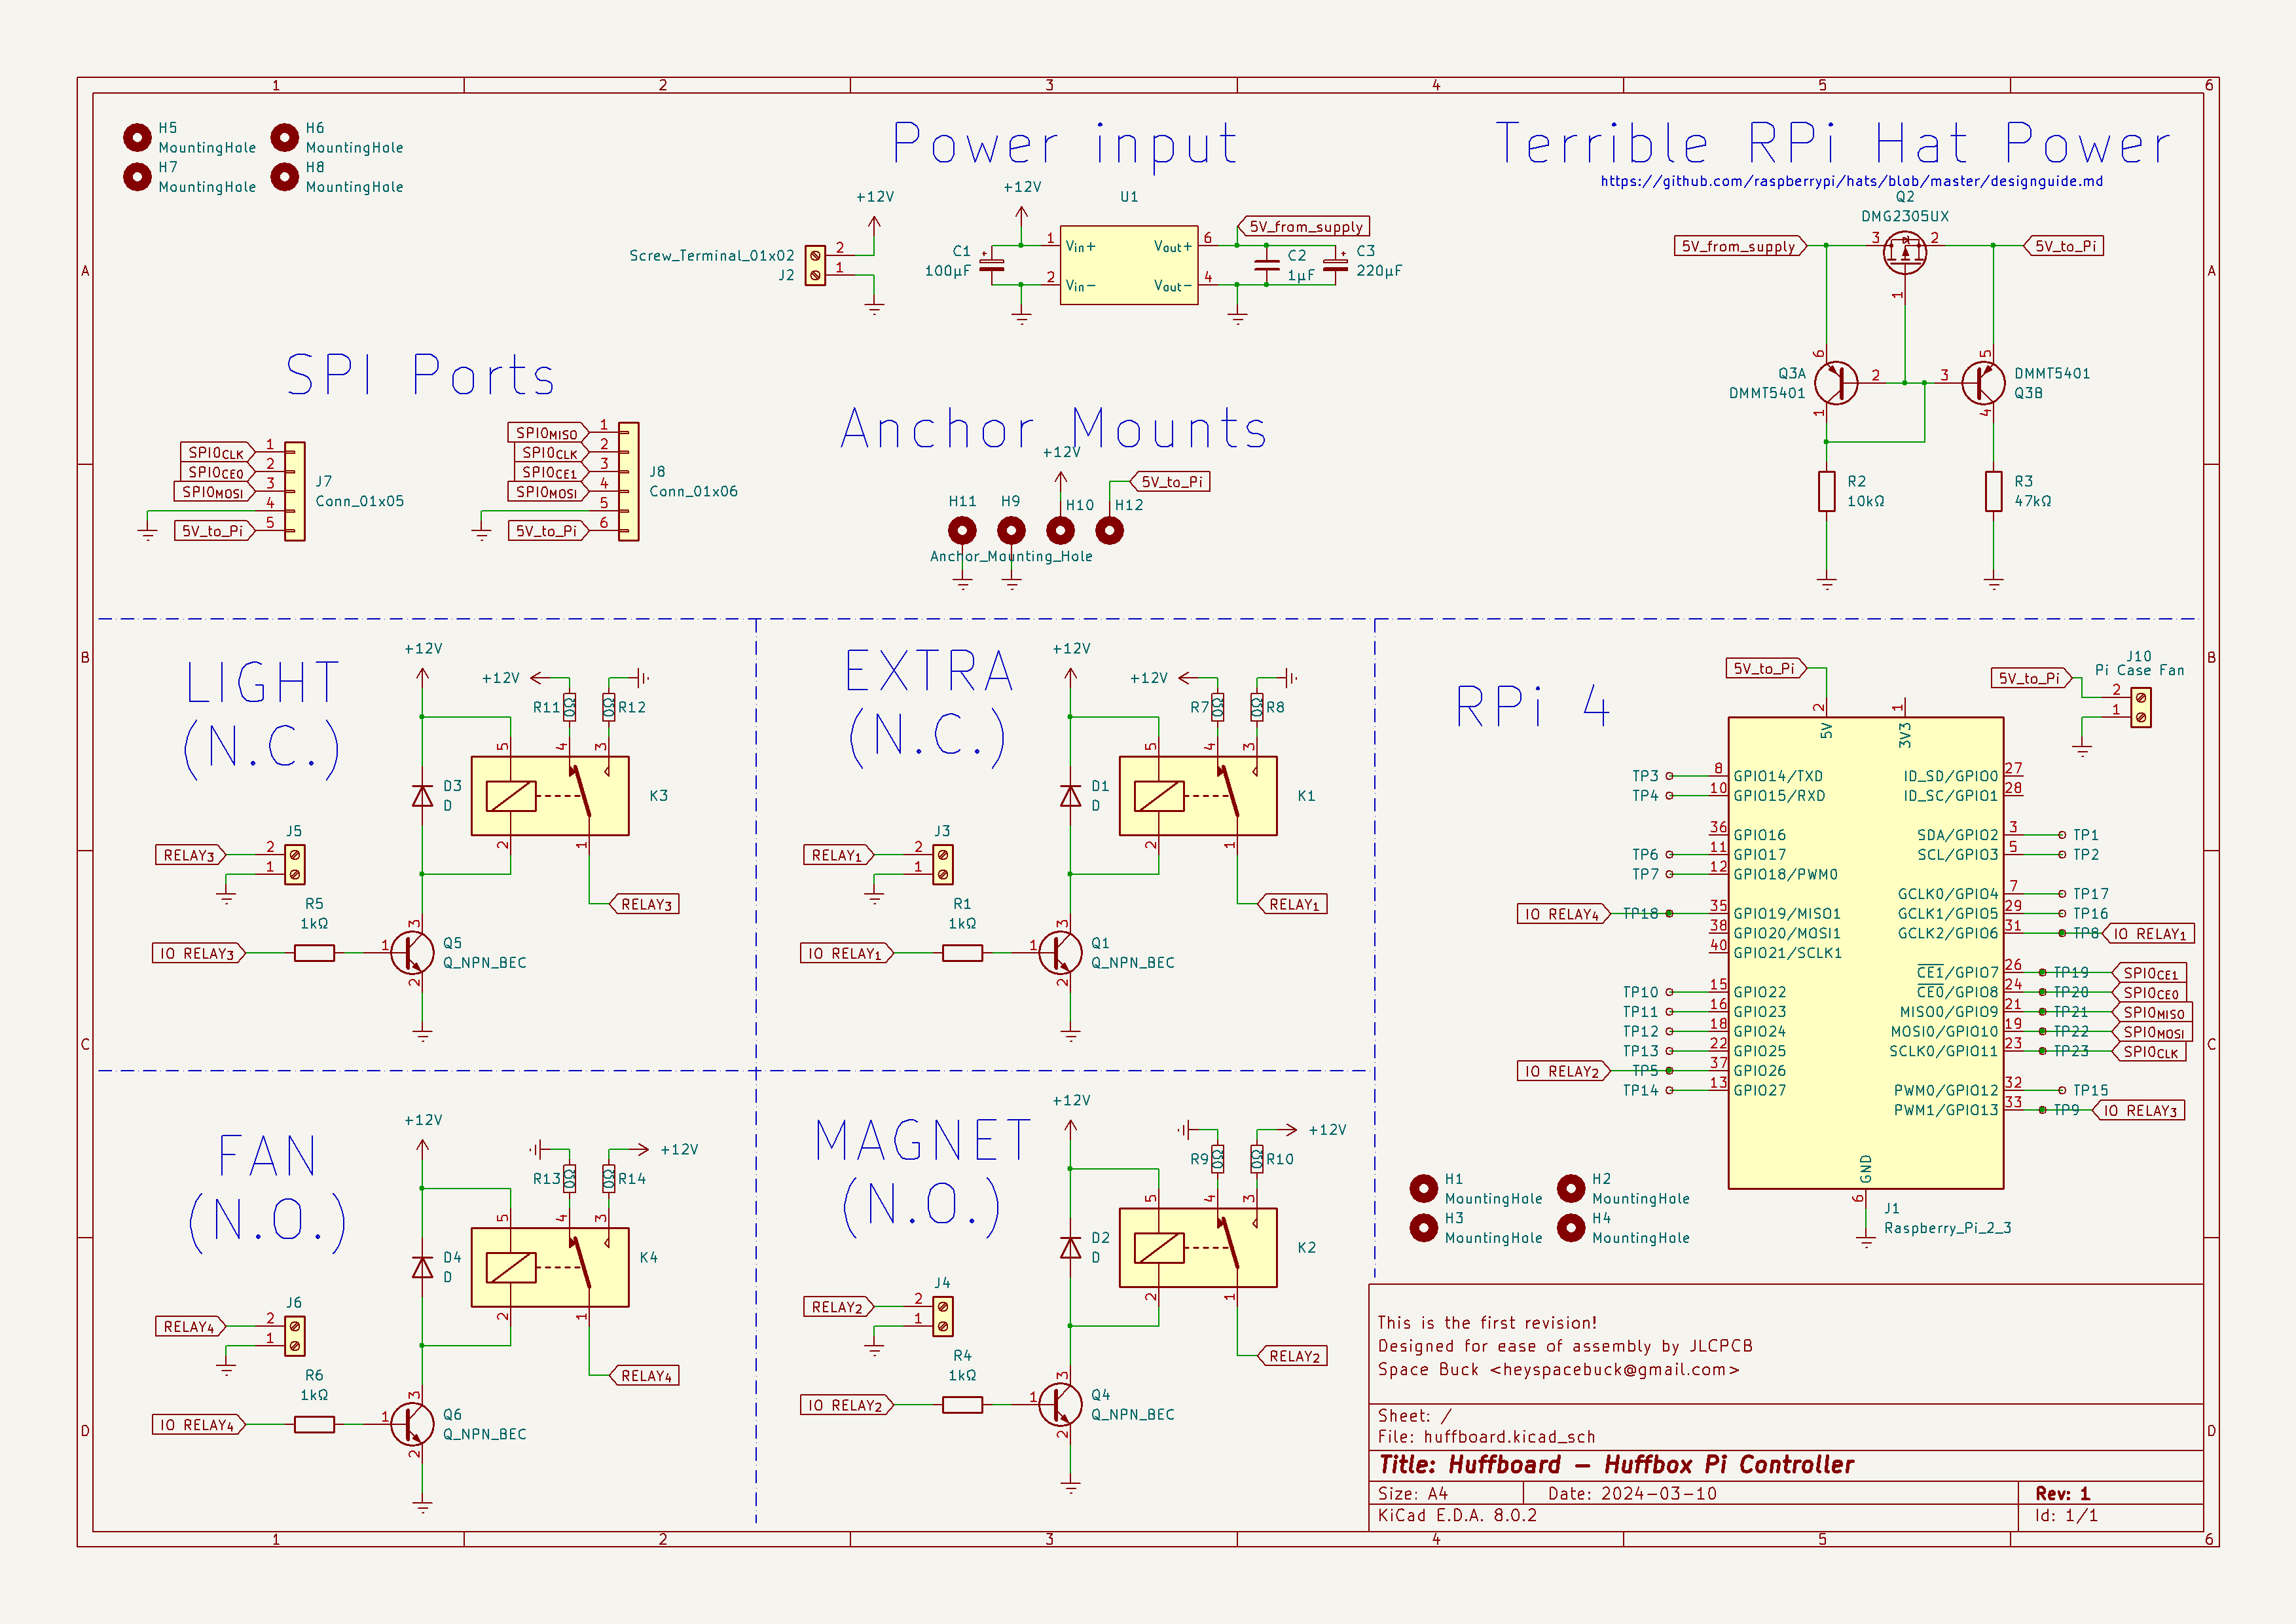 1 2 3 4 5 6
H5
MountingHole
H6
MountingHole
H7
MountingHole
H8
MountingHole
Power input
Terrible RPi Hat Power
https://github.com/raspberrypi/hats/blob/master/designguide.md
A
A
+12V
Screw_Terminal_01x02
J2
2
1
+12V
U1
C1
100µF
1
Vin+
2
Vin-
Vout+
6
Vout-
4
5V_from_supply
C2
1µF
C3
220µF
Q2
DMG2305UX
5V_from_supply
3
2
1
5V_to_Pi
6
Q3A
DMMT5401
2
1
3
5
4
DMMT5401
Q3B
R2
10kΩ
R3
47kΩ
SPI Ports
SPI0CLK
1
SPI0CE0
2
SPI0MOSI
3
4
5V_to_Pi
5
J7
Conn_01x05
SPI0MISO
1
SPI0CLK
2
SPI0CE1
3
SPI0MOSI
4
5
5V_to_Pi
6
J8
Conn_01x06
Anchor Mounts
+12V
5V_to_Pi
H11
H9
H10
H12
Anchor_Mounting_Hole
B
B
LIGHT
(N.C.)
+12V
+12V
R11
0Ω
0Ω
R12
5
4
3
D3
D
K3
2
1
J5
RELAY3
2
1
RELAY3
R5
1kΩ
IO RELAY3
1
3
2
Q5
Q_NPN_BEC
EXTRA
(N.C.)
+12V
+12V
R7
0Ω
0Ω
R8
5
4
3
D1
D
K1
2
1
J3
RELAY1
2
1
RELAY1
R1
1kΩ
IO RELAY1
1
3
2
Q1
Q_NPN_BEC
RPi 4
5V_to_Pi
5V_to_Pi
J10
Pi Case Fan
2
1
2
5V
1
3V3
TP3
8
GPIO14/TXD
TP4
10
GPIO15/RXD
36
GPIO16
TP6
11
GPIO17
TP7
12
GPIO18/PWM0
IO RELAY4
TP18
35
GPIO19/MISO1
38
GPIO20/MOSI1
40
GPIO21/SCLK1
TP10
15
GPIO22
TP11
16
GPIO23
TP12
18
GPIO24
TP13
22
GPIO25
IO RELAY2
TP5
37
GPIO26
TP14
13
GPIO27
ID_SD/GPIO0
27
ID_SC/GPIO1
28
SDA/GPIO2
3
TP1
SCL/GPIO3
5
TP2
GCLK0/GPIO4
7
TP17
GCLK1/GPIO5
29
TP16
GCLK2/GPIO6
31
TP8
IO RELAY1
CE1/GPIO7
26
TP19
SPI0CE1
CE0/GPIO8
24
TP20
SPI0CE0
MISO0/GPIO9
21
TP21
SPI0MISO
MOSI0/GPIO10
19
TP22
SPI0MOSI
SCLK0/GPIO11
23
TP23
SPI0CLK
PWM0/GPIO12
32
TP15
PWM1/GPIO13
33
TP9
IO RELAY3
GND
6
J1
Raspberry_Pi_2_3
H1
MountingHole
H2
MountingHole
H3
MountingHole
H4
MountingHole
C
C
FAN
(N.O.)
+12V
+12V
R13
0Ω
0Ω
R14
5
4
3
D4
D
K4
2
1
J6
RELAY4
2
1
RELAY4
R6
1kΩ
IO RELAY4
1
3
2
Q6
Q_NPN_BEC
MAGNET
(N.O.)
+12V
+12V
R9
0Ω
0Ω
R10
5
4
3
D2
D
K2
2
1
J4
RELAY2
2
1
RELAY2
R4
1kΩ
IO RELAY2
1
3
2
Q4
Q_NPN_BEC
D
D
This is the first revision!
Designed for ease of assembly by JLCPCB
Space Buck <heyspacebuck@gmail.com>
Sheet: /
File: huffboard.kicad_sch
Title: Huffboard – Huffbox Pi Controller
Size: A4
Date: 2024-03-10
Rev: 1
KiCad E.D.A. 8.0.2
Id: 1/1
1 2 3 4 5 6